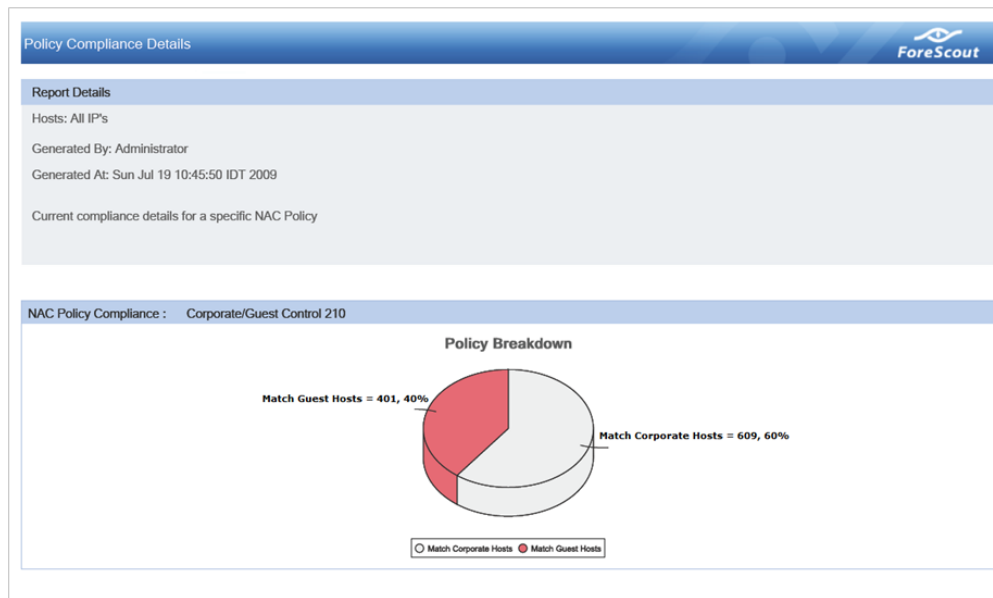 Policy Compliance Details
ForeScout
Report Details
Hosts: All IP's
Generated By: Administrator
Generated At: Sun Jul 19 10:45:50 IDT 2009
Current compliance details for a specific NAC Policy
NAC Policy Compliance : Corporate/Guest Control 210
Policy Breakdown
Match Guest Hosts = 401, 40%
Match Corporate Hosts = 609, 60%
Match Corporate Hosts Match Guest Hosts